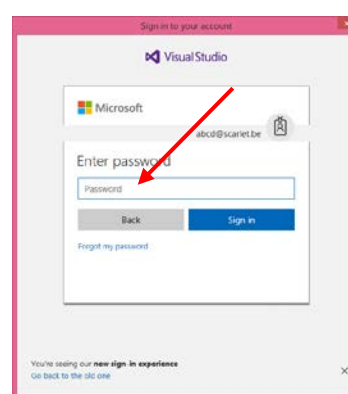 Sign in to your account
Visual Studio
Microsoft
abcd@scarlet.be
Enter password
Password
Back
Sign in
Forgot my password
You're seeing our new sign-in experience
Go back to the old one